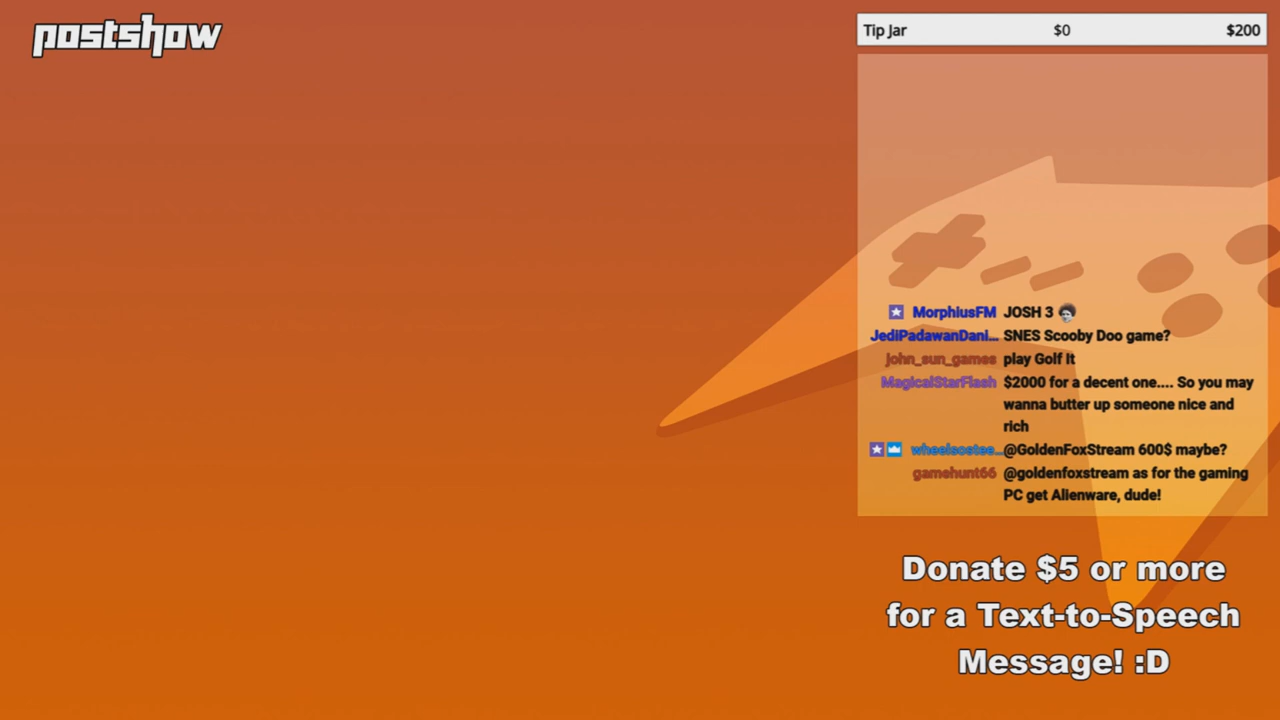 postshow
Tip Jar $0 $200
MorphiusFM JOSH 3
JediPadawanDani... SNES Scooby Doo game?
john_sun_games play Golf It
MagicalStarFlash $2000 for a decent one.... So you may
wanna butter up someone nice and
rich
wheelsostee... @GoldenFoxStream 600$ maybe?
gamehunt66 @goldenfoxstream as for the gaming
PC get Alienware, dude!
Donate $5 or more
for a Text-to-Speech
Message! :D